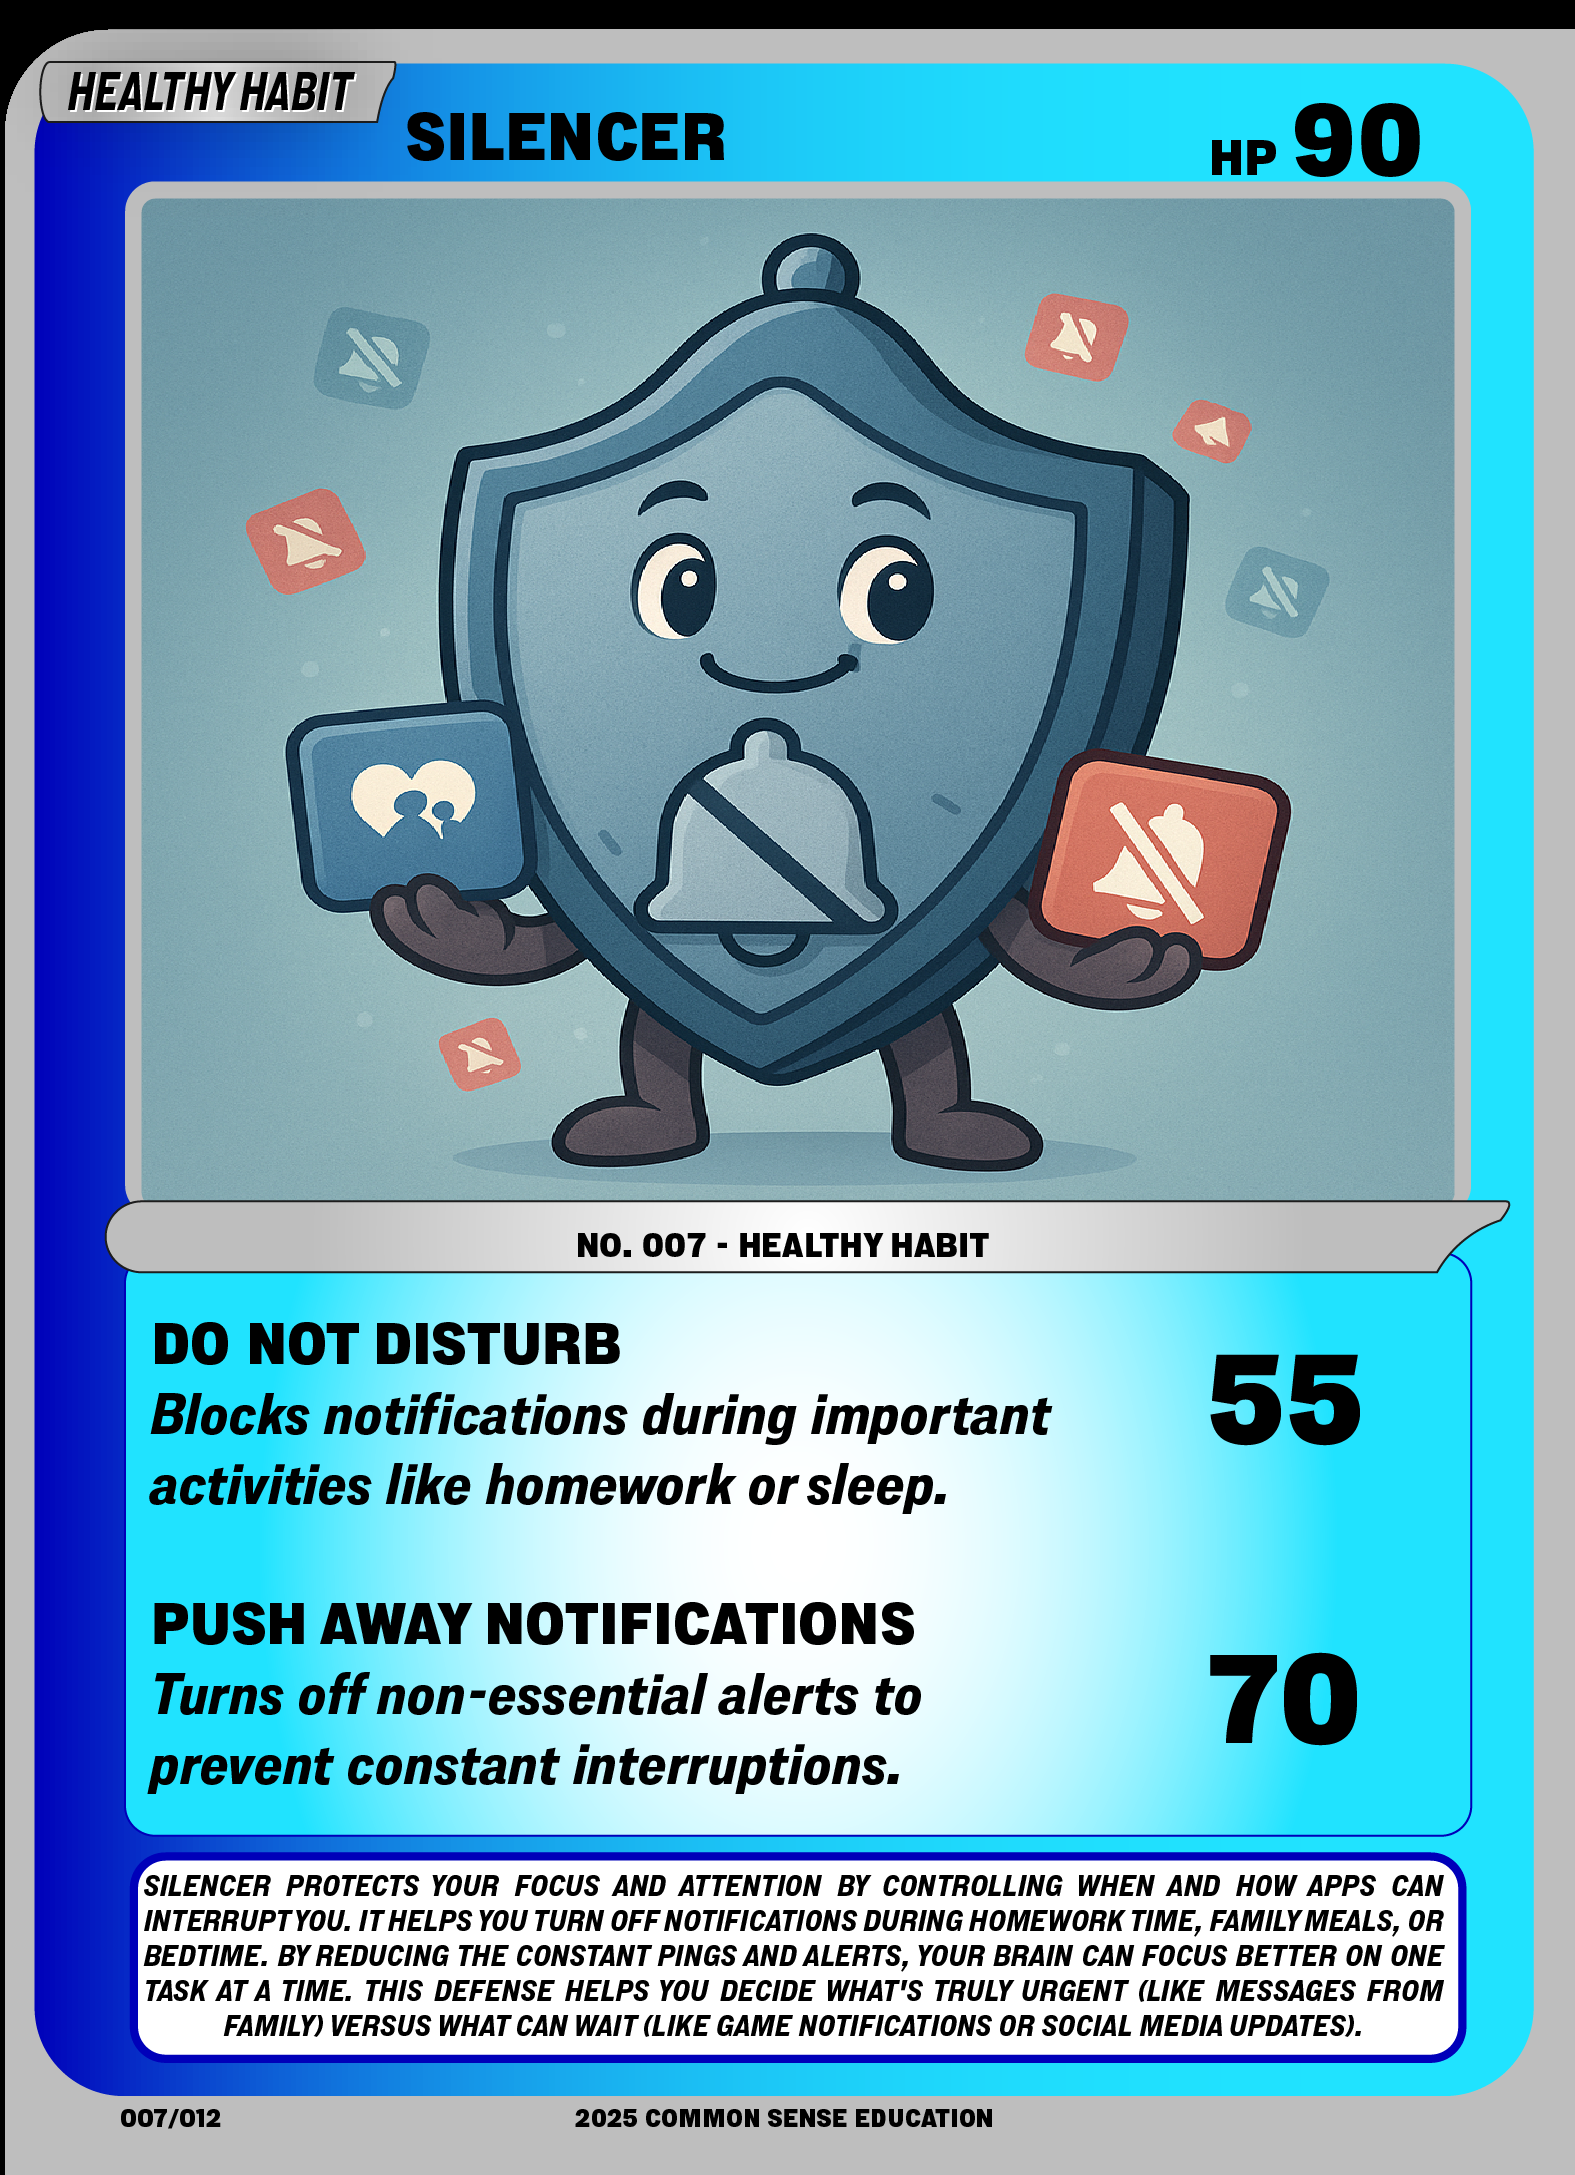 HEALTHY HABIT
SILENCER
HP 90
NO. 007 - HEALTHY HABIT
DO NOT DISTURB
55
Blocks notifications during important
activities like homework or sleep.
PUSH AWAY NOTIFICATIONS
70
Turns off non-essential alerts to
prevent constant interruptions.
SILENCER PROTECTS YOUR FOCUS AND ATTENTION BY CONTROLLING WHEN AND HOW APPS CAN
INTERRUPT YOU. IT HELPS YOU TURN OFF NOTIFICATIONS DURING HOMEWORK TIME, FAMILY MEALS, OR
BEDTIME. BY REDUCING THE CONSTANT PINGS AND ALERTS, YOUR BRAIN CAN FOCUS BETTER ON ONE
TASK AT A TIME. THIS DEFENSE HELPS YOU DECIDE WHAT'S TRULY URGENT (LIKE MESSAGES FROM
FAMILY) VERSUS WHAT CAN WAIT (LIKE GAME NOTIFICATIONS OR SOCIAL MEDIA UPDATES).
007/012
2025 COMMON SENSE EDUCATION